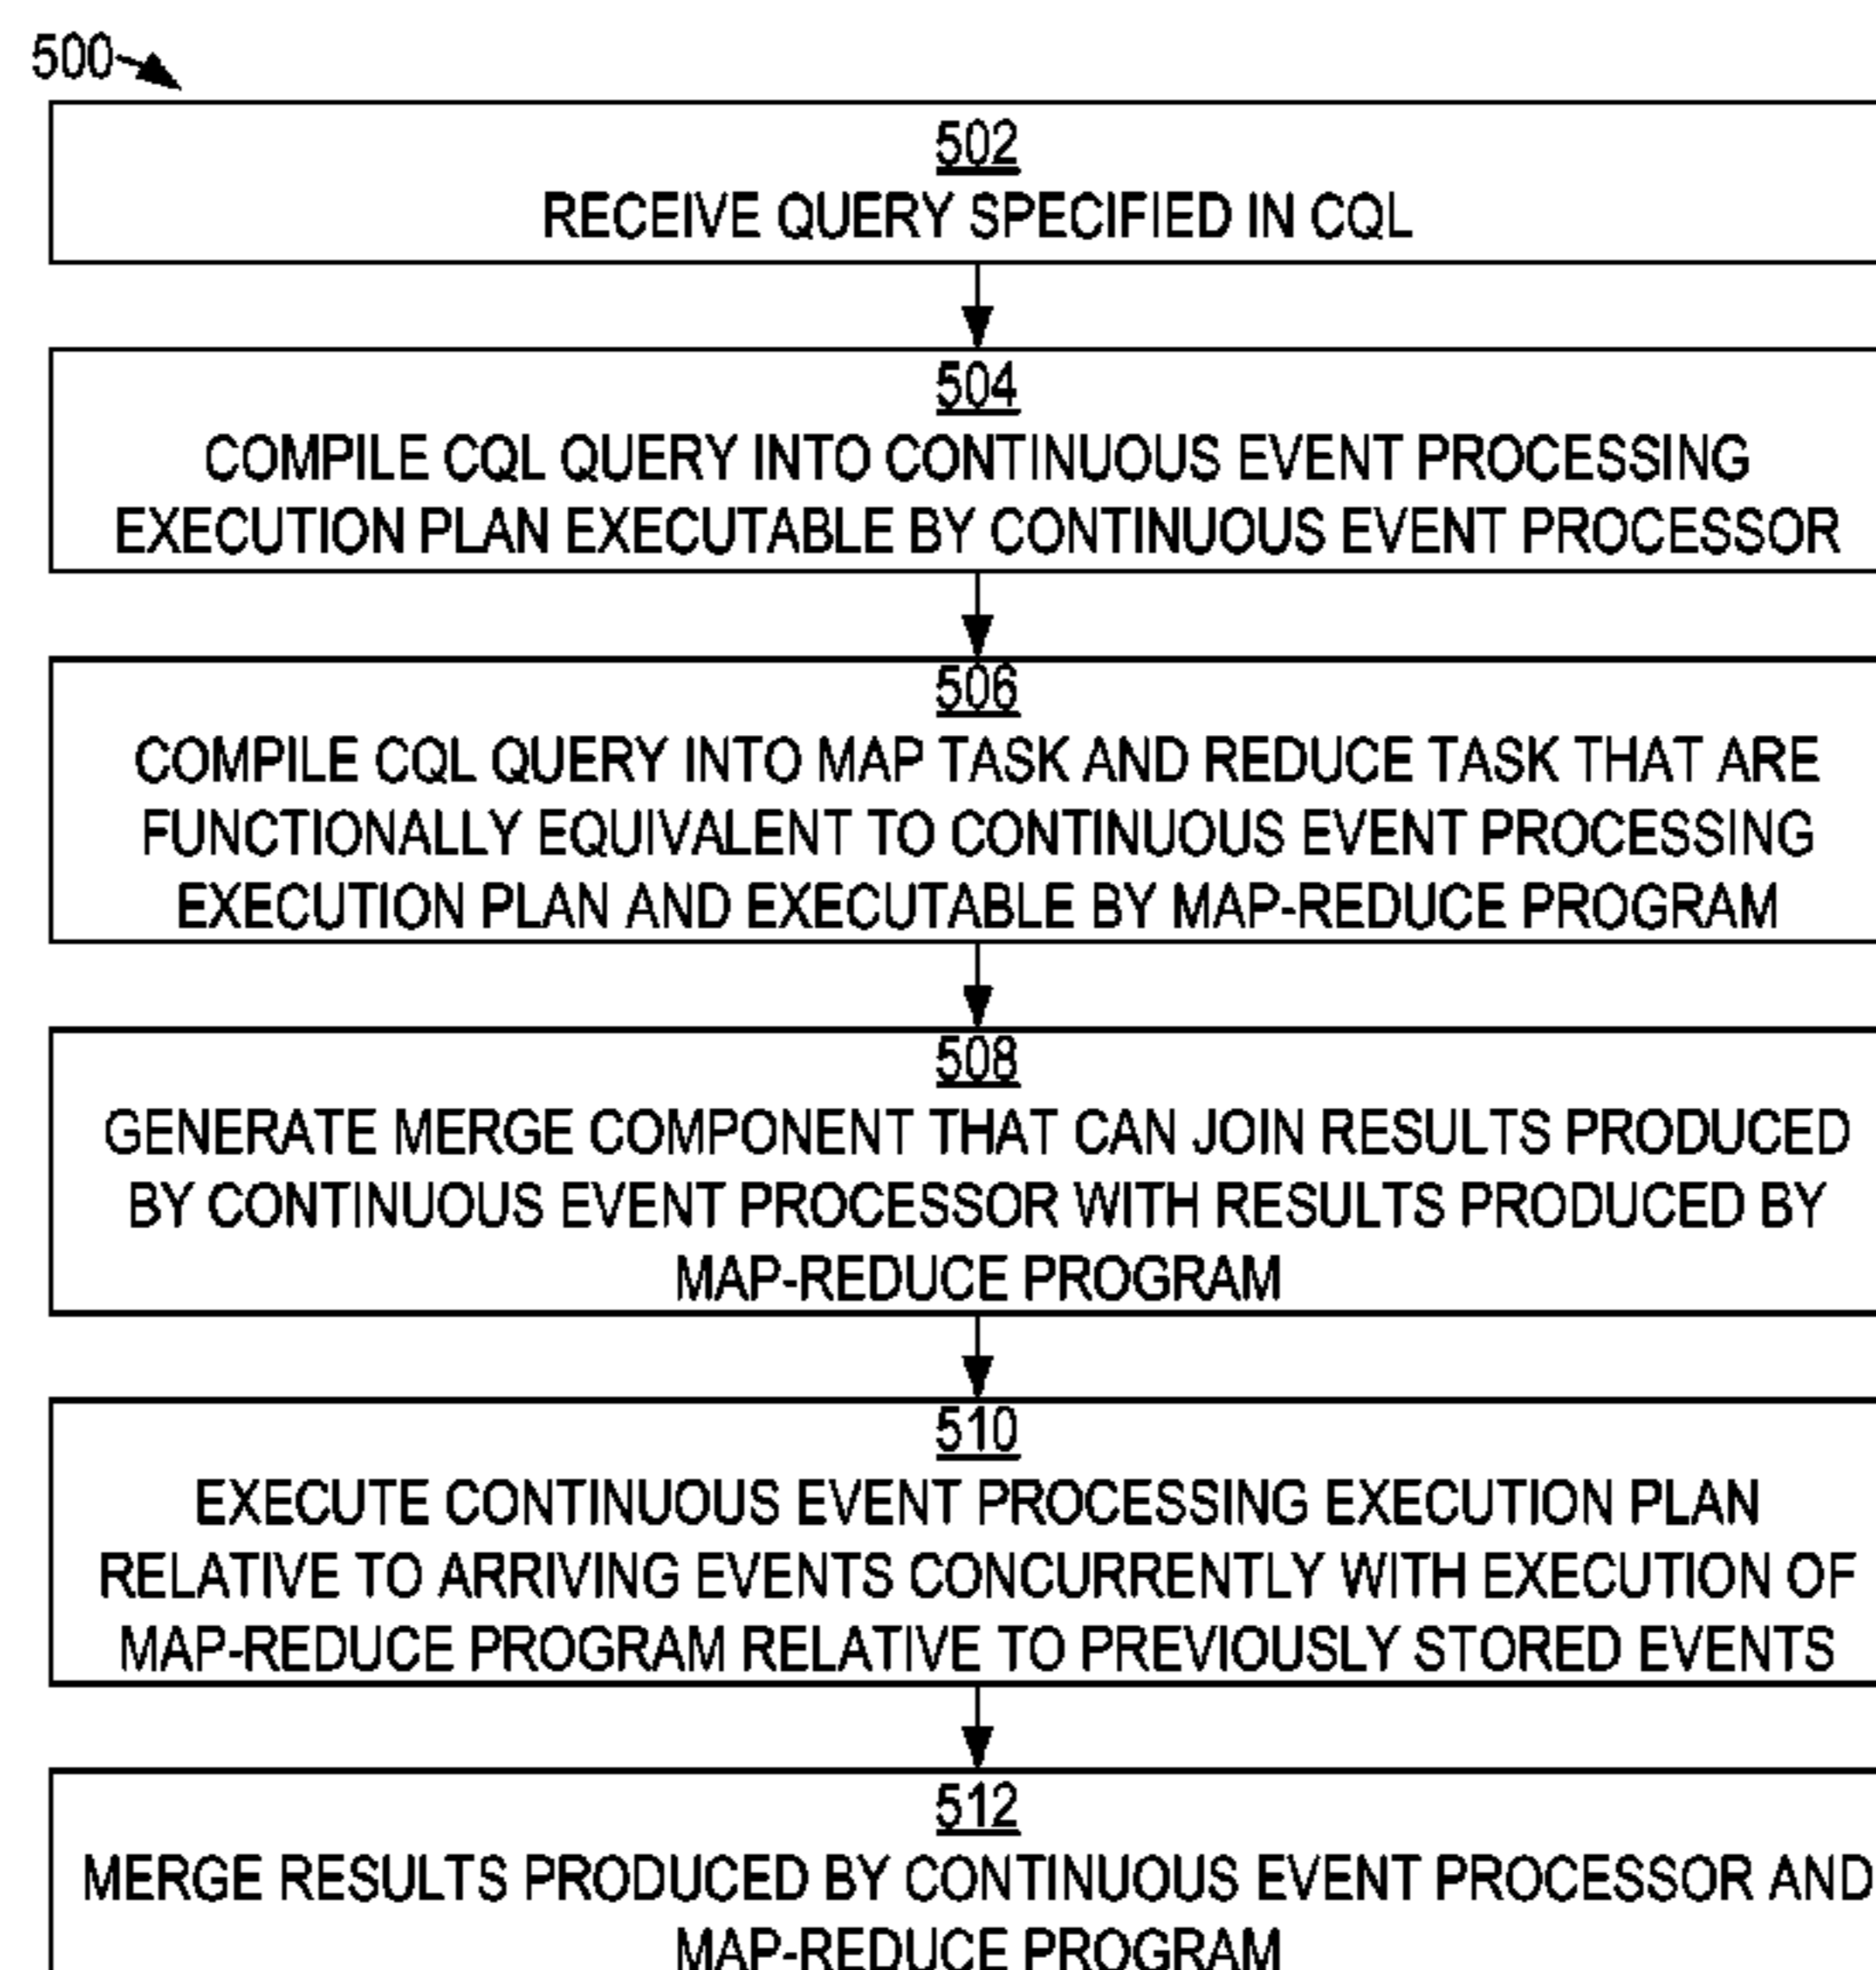 500
502
RECEIVE QUERY SPECIFIED IN CQL
504
COMPILE CQL QUERY INTO CONTINUOUS EVENT PROCESSING
EXECUTION PLAN EXECUTABLE BY CONTINUOUS EVENT PROCESSOR
506
COMPILE CQL QUERY INTO MAP TASK AND REDUCE TASK THAT ARE
FUNCTIONALLY EQUIVALENT TO CONTINUOUS EVENT PROCESSING
EXECUTION PLAN AND EXECUTABLE BY MAP-REDUCE PROGRAM
508
GENERATE MERGE COMPONENT THAT CAN JOIN RESULTS PRODUCED
BY CONTINUOUS EVENT PROCESSOR WITH RESULTS PRODUCED BY
MAP-REDUCE PROGRAM
510
EXECUTE CONTINUOUS EVENT PROCESSING EXECUTION PLAN
RELATIVE TO ARRIVING EVENTS CONCURRENTLY WITH EXECUTION OF
MAP-REDUCE PROGRAM RELATIVE TO PREVIOUSLY STORED EVENTS
512
MERGE RESULTS PRODUCED BY CONTINUOUS EVENT PROCESSOR AND
MAP-REDUCE PROGRAM